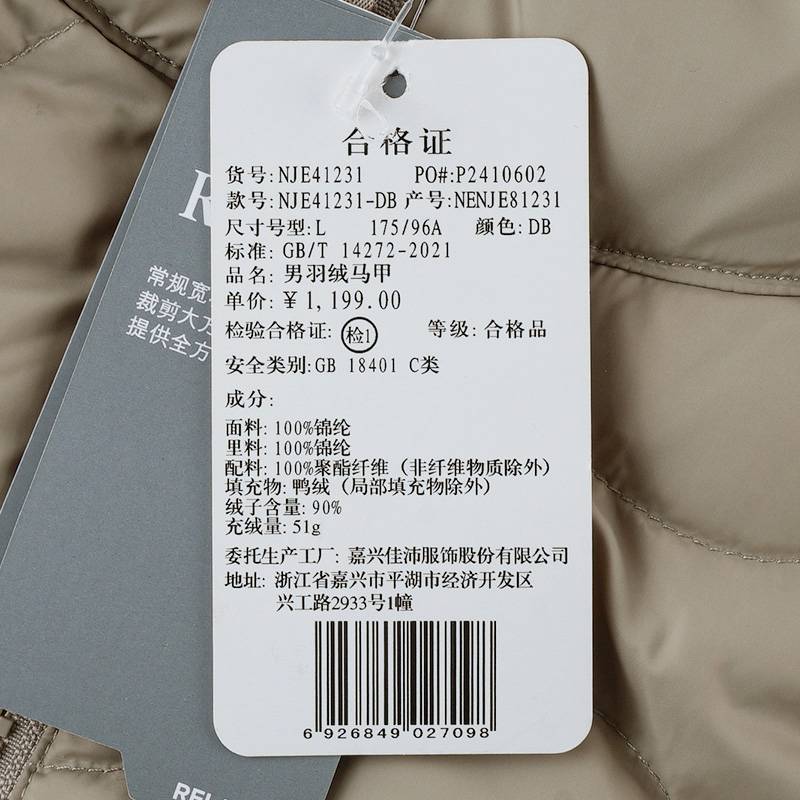 合格证
货号: NJE41231 PO#:P2410602
款号: NJE41231-DB 产号: NENJE81231
尺寸号型: L 175/96A 颜色: DB
标准: GB/T 14272-2021
品名: 男羽绒马甲
单价: ¥1,199.00
检验合格证: 检1 等级: 合格品
安全类别: GB 18401 C类
成分:
面料: 100%锦纶
里料: 100%锦纶
配料: 100%聚酯纤维（非纤维物质除外）
填充物: 鸭绒（局部填充物除外）
绒子含量: 90%
充绒量: 51g
委托生产工厂: 嘉兴佳沛服饰股份有限公司
地址: 浙江省嘉兴市平湖市经济开发区
兴工路2933号1幢
6 926849 027098
R
常规宽
裁剪大方
提供全方
REL